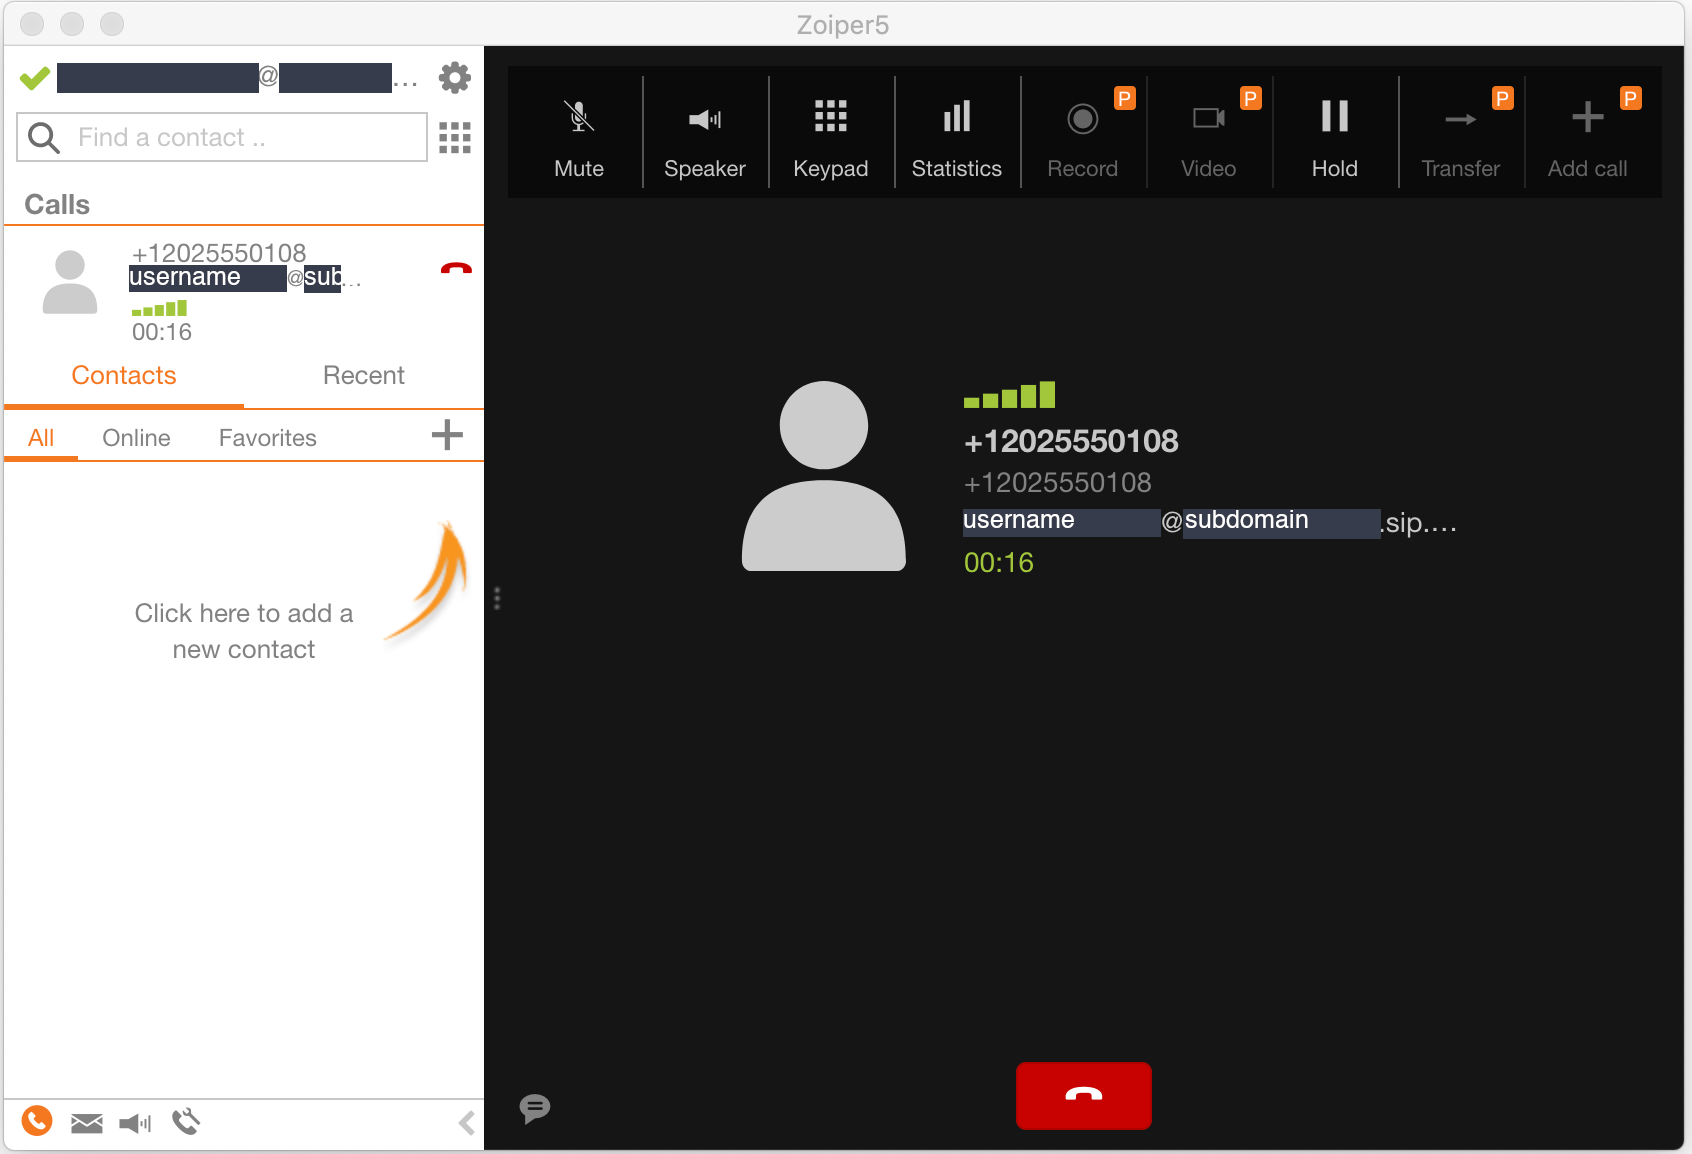 Zoiper5
@ ...
Find a contact ..
Calls
+12025550108
username @sub...
00:16
Contacts Recent
All Online Favorites
Click here to add a
new contact
Mute Speaker Keypad Statistics Record P Video P Hold Transfer P Add call P
+12025550108
+12025550108
username @subdomain .sip....
00:16